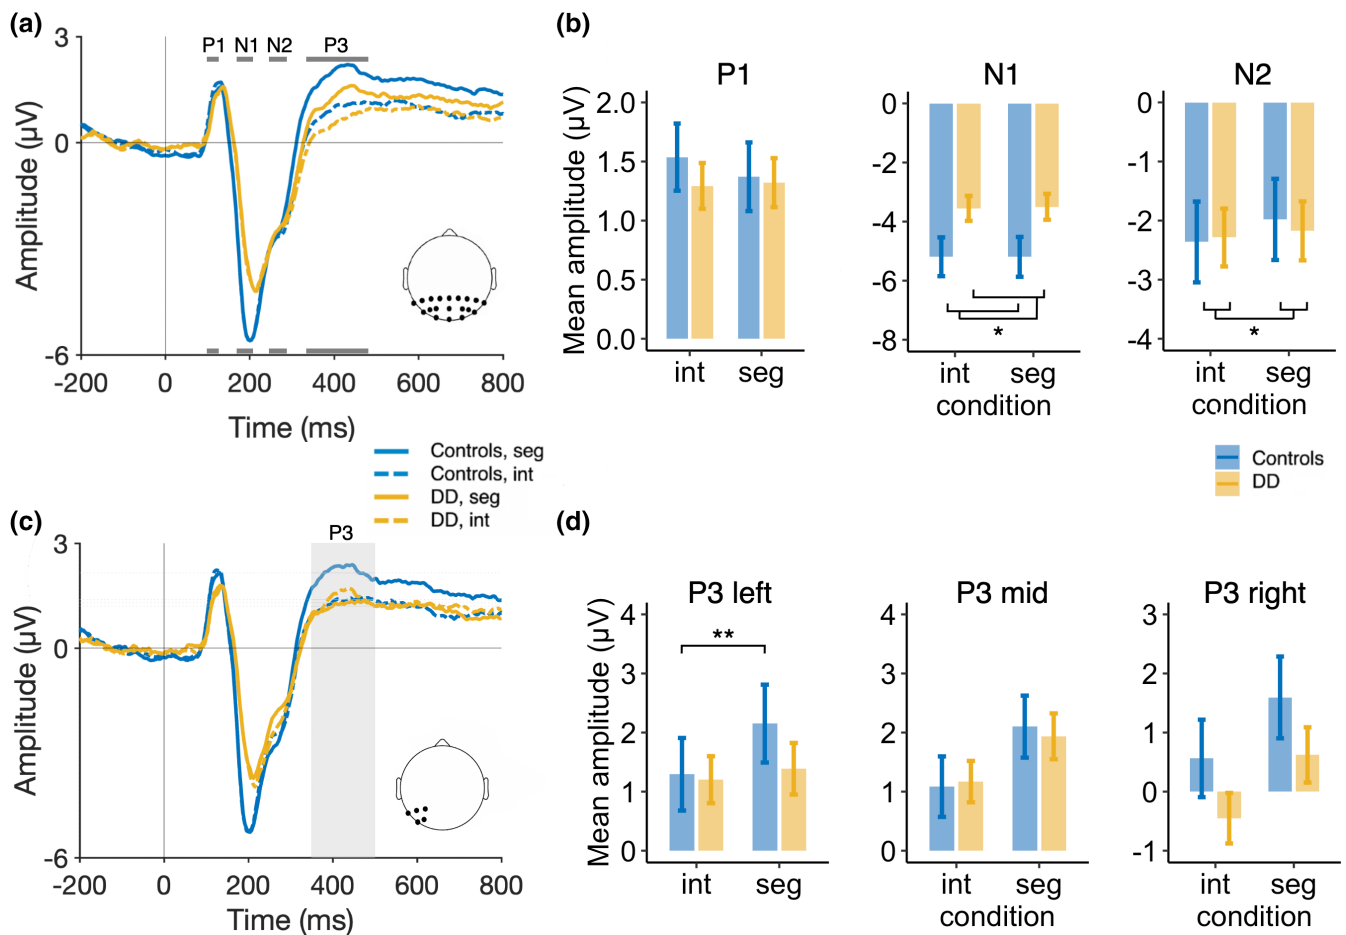 (a)
3
0
-6
Amplitude (µV)
P1 N1 N2 P3
-200 0 200 400 600 800
Time (ms)
(b)
P1
Mean amplitude (µV)
2.0
1.5
1.0
0.5
0.0
int seg
N1
0
-2
-4
-6
-8
*
int seg
condition
N2
0
-1
-2
-3
-4
*
int seg
condition
Controls, seg
Controls, int
DD, seg
DD, int
Controls
DD
(c)
3
0
-6
Amplitude (µV)
P3
-200 0 200 400 600 800
Time (ms)
(d)
P3 left
Mean amplitude (µV)
4
3
2
1
0
**
int seg
P3 mid
4
3
2
1
0
int seg
condition
P3 right
3
2
1
0
-1
int seg
condition